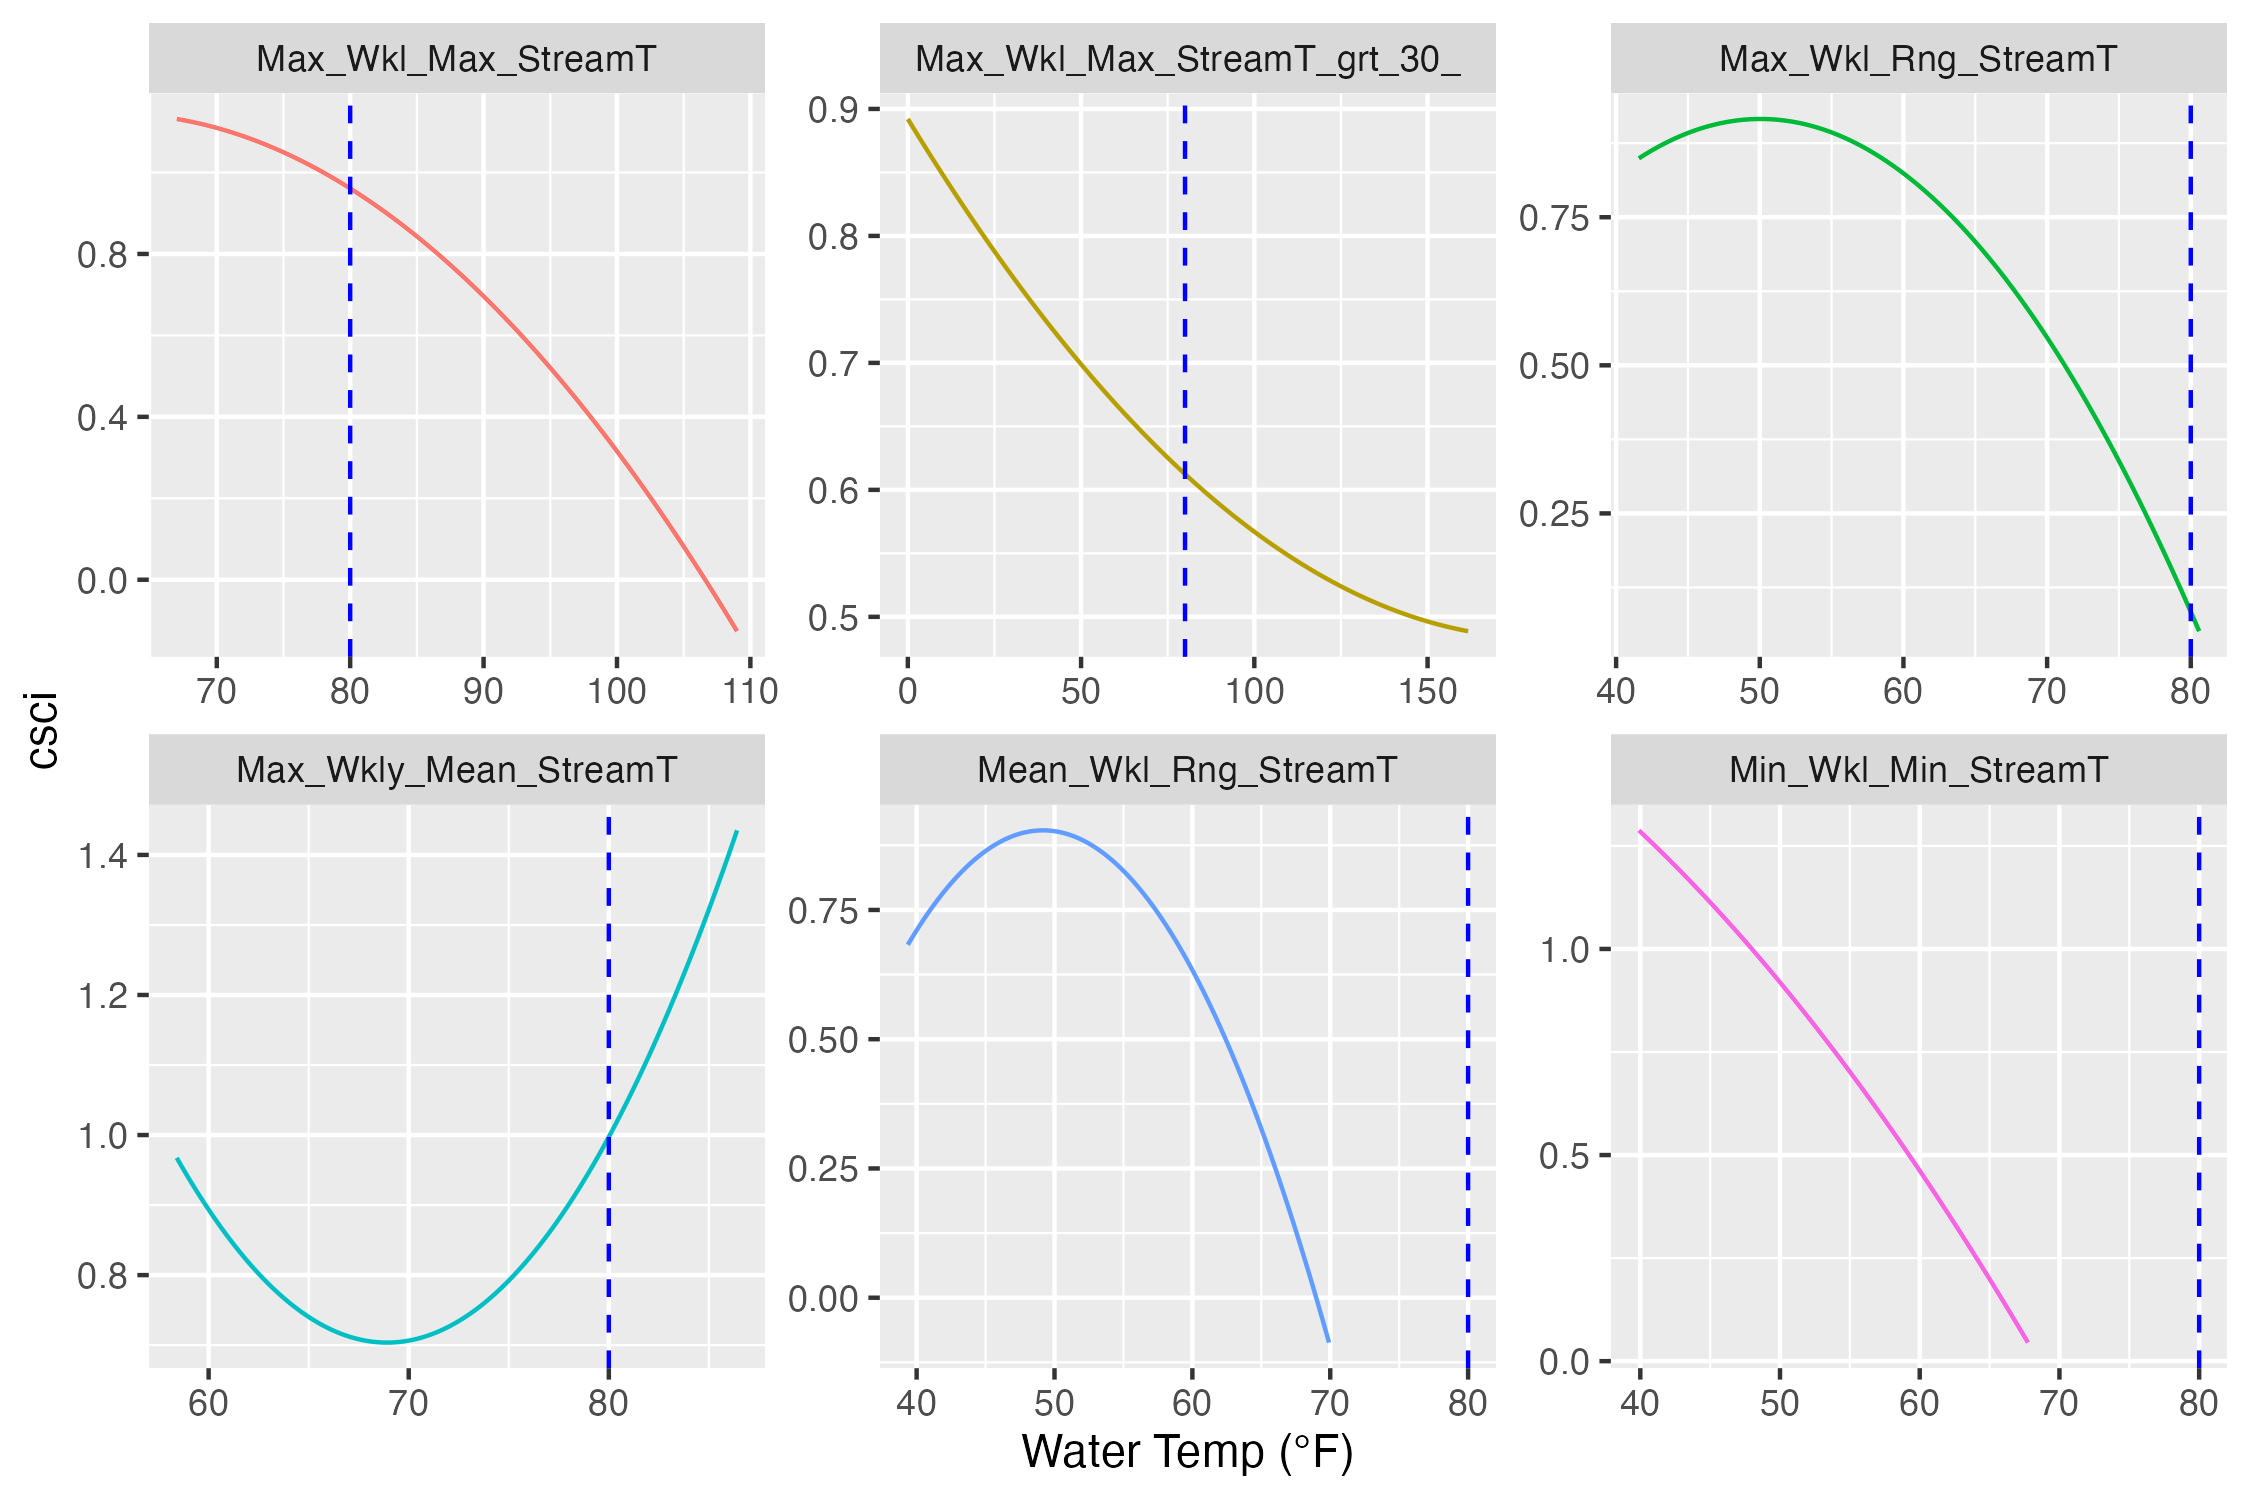 Max_Wkl_Max_StreamT
Max_Wkl_Max_StreamT_grt_30_
Max_Wkl_Rng_StreamT
0.8
0.4
0.0
70 80 90 100 110
0.9
0.8
0.7
0.6
0.5
0 50 100 150
0.75
0.50
0.25
40 50 60 70 80
csci
Max_Wkly_Mean_StreamT
Mean_Wkl_Rng_StreamT
Min_Wkl_Min_StreamT
1.4
1.2
1.0
0.8
60 70 80
0.75
0.50
0.25
0.00
40 50 60 70 80
1.0
0.5
0.0
40 50 60 70 80
Water Temp (°F)